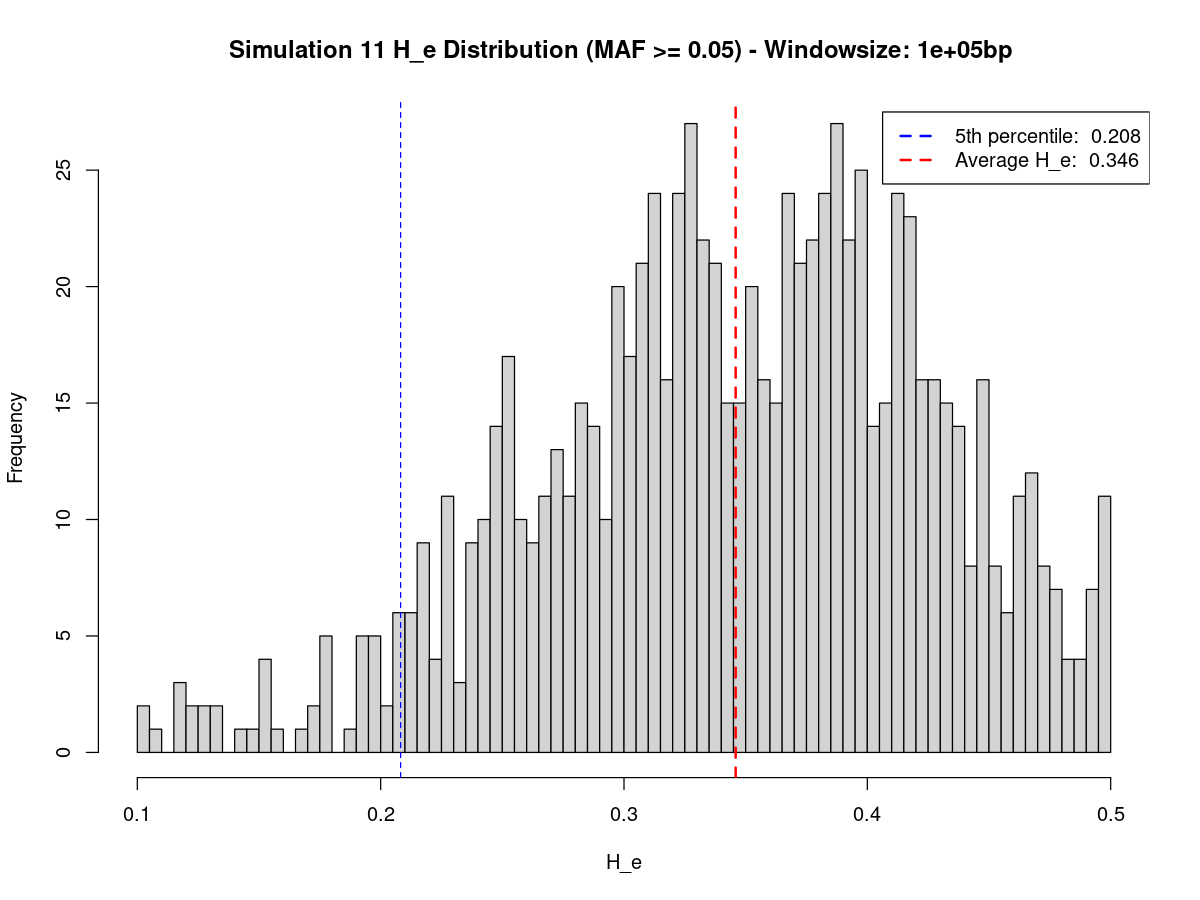 Simulation 11 H_e Distribution (MAF >= 0.05) - Windowsize: 1e+05bp
5th percentile:  0.208
Average H_e:  0.346
Frequency
25
20
15
10
5
0
0.1
0.2
0.3
0.4
0.5
H_e